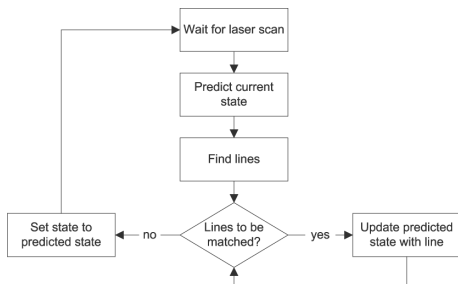 Wait for laser scan
Predict current
state
Find lines
Set state to
predicted state
no
Lines to be
matched?
yes
Update predicted
state with line